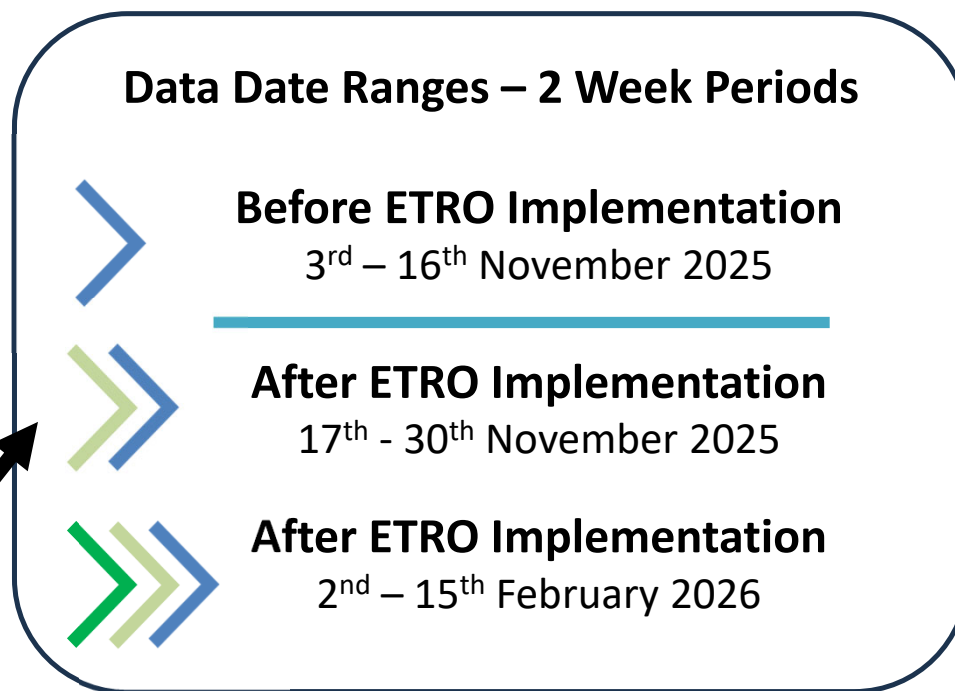 Data Date Ranges – 2 Week Periods
Before ETRO Implementation
3rd – 16th November 2025
After ETRO Implementation
17th - 30th November 2025
After ETRO Implementation
2nd – 15th February 2026